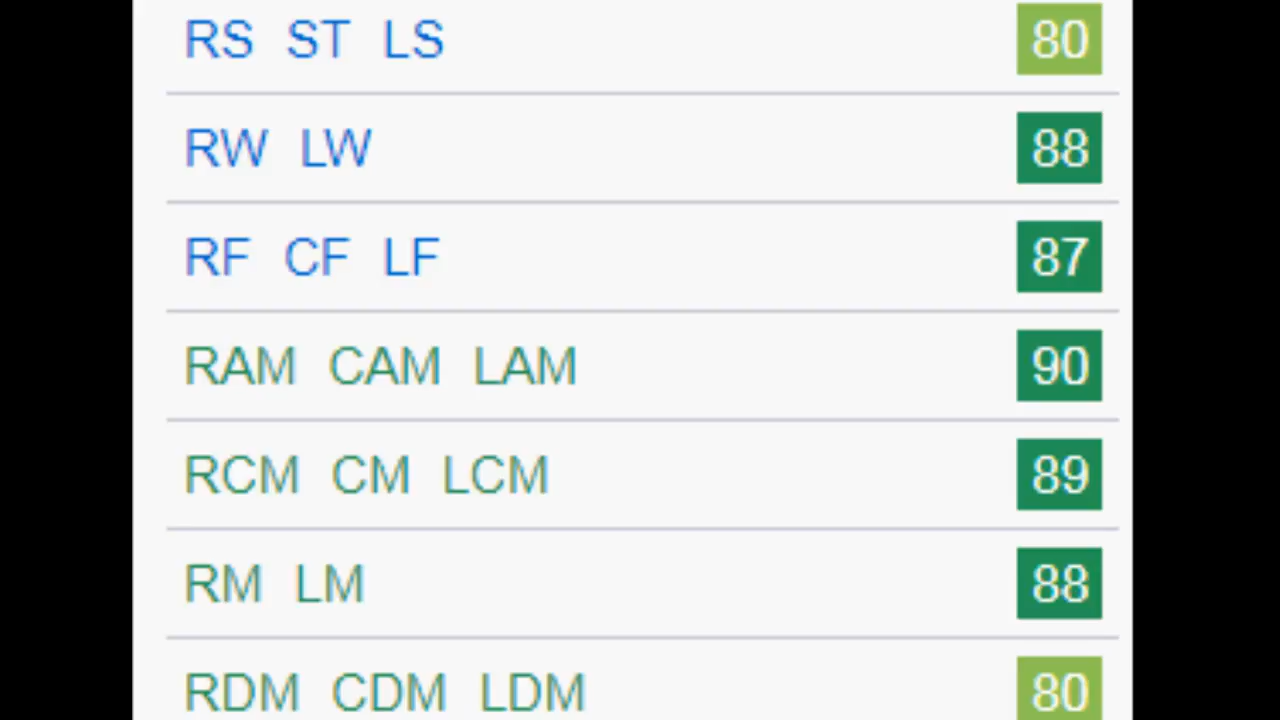 RS ST LS 80
RW LW 88
RF CF LF 87
RAM CAM LAM 90
RCM CM LCM 89
RM LM 88
RDM CDM LDM 80